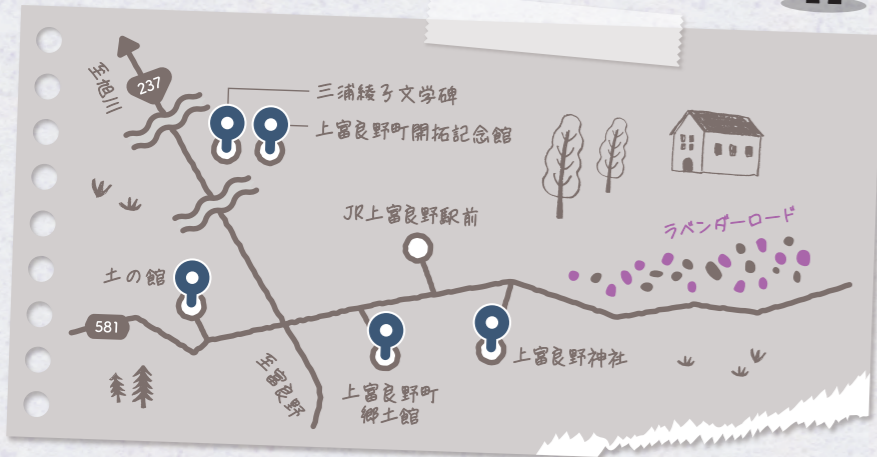 至旭川
237
三浦綾子文学碑
上富良野町開拓記念館
JR上富良野駅前
ラベンダーロード
土の館
581
至富良野
上富良野町
郷土館
上富良野神社